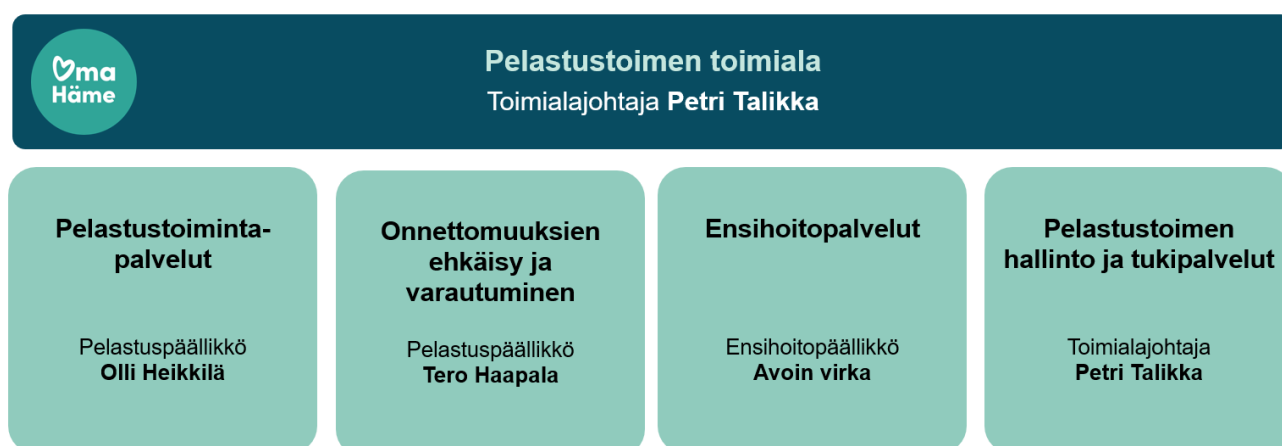 Oma
Häme
Pelastustoimen toimiala
Toimialajohtaja Petri Talikka
Pelastustoiminta-
palvelut
Pelastuspäällikkö
Olli Heikkilä
Onnettomuuksien
ehkäisy ja
varautuminen
Pelastuspäällikkö
Tero Haapala
Ensihoitopalvelut
Ensihoitopäällikkö
Avoin virka
Pelastustoimen
hallinto ja tukipalvelut
Toimialajohtaja
Petri Talikka